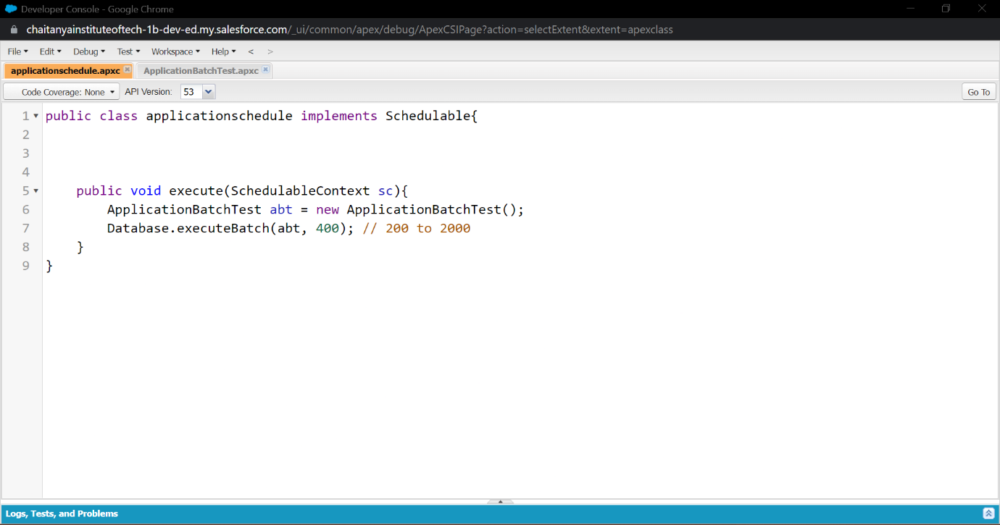 Developer Console - Google Chrome
chaitanyainstituteoftech-1b-dev-ed.my.salesforce.com/_ui/common/apex/debug/ApexCSIPage?action=selectExtent&extent=apexclass
File Edit Debug Test Workspace Help < >
applicationschedule.apxc ApplicationBatchTest.apxc
Code Coverage: None API Version: 53 Go To
1 public class applicationschedule implements Schedulable{
2
3
4
5 public void execute(SchedulableContext sc){
6 ApplicationBatchTest abt = new ApplicationBatchTest();
7 Database.executeBatch(abt, 400); // 200 to 2000
8 }
9 }
Logs, Tests, and Problems